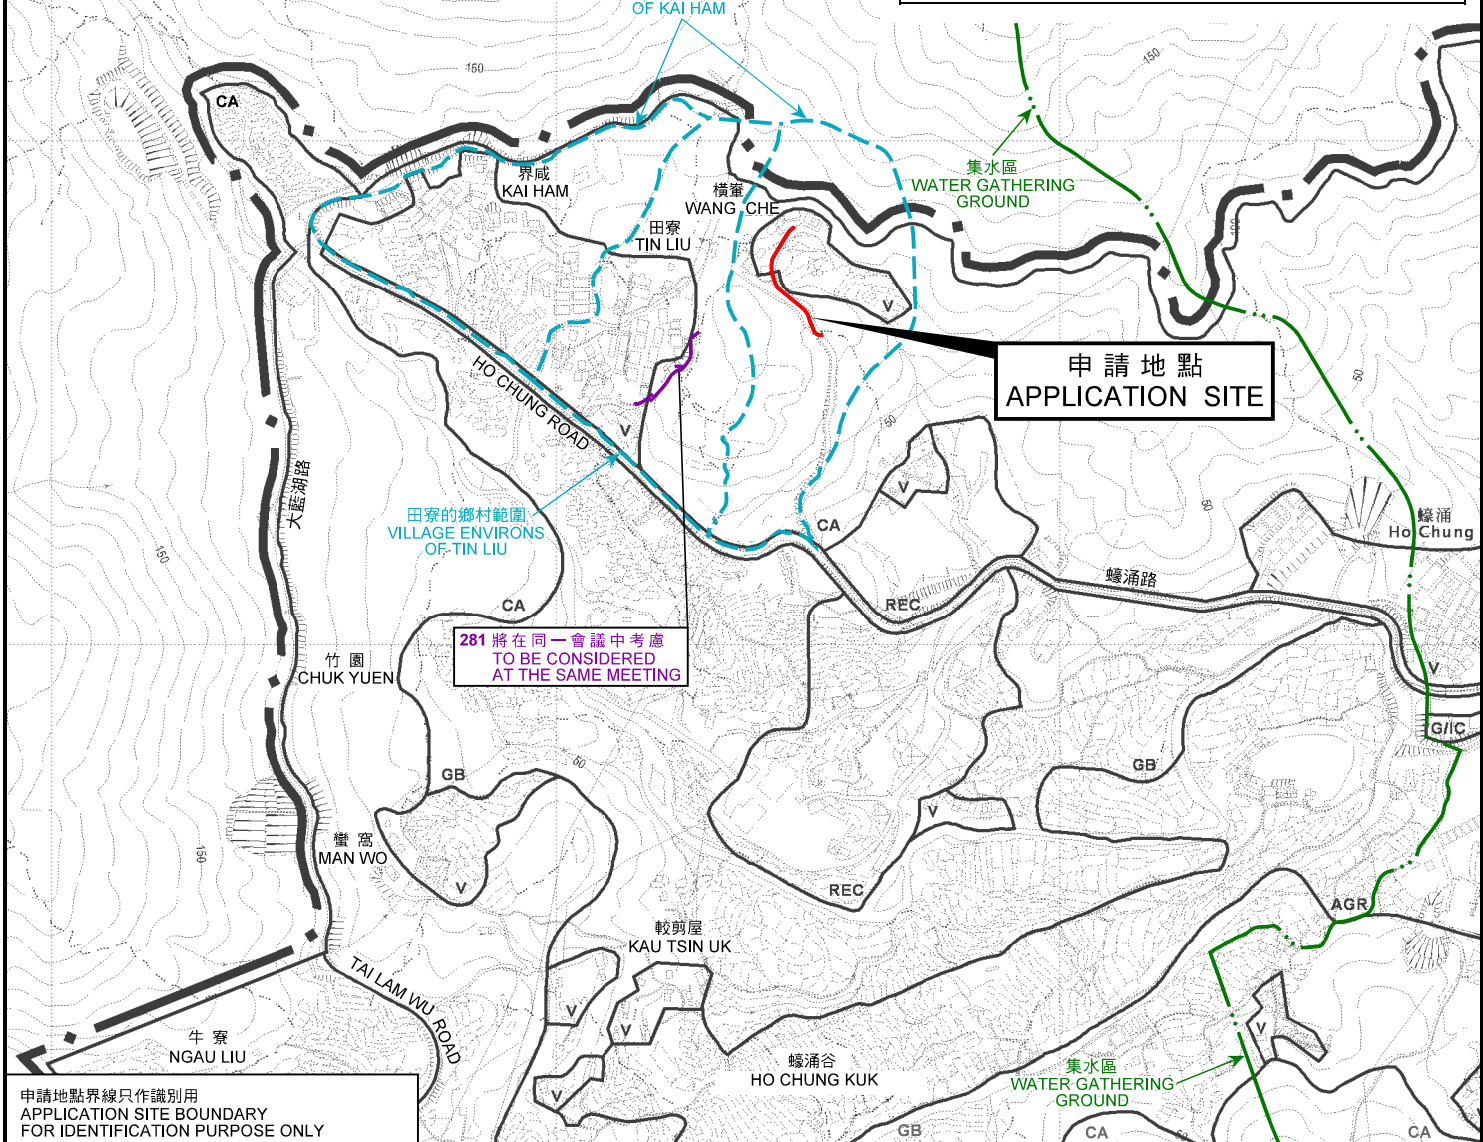 OF KAI HAM
150
150
CA
集水區
WATER GATHERING
GROUND
界咸
KAI HAM
橫輋
WANG CHE
田寮
TIN LIU
100
V
申請地點
APPLICATION SITE
HO CHUNG ROAD
50
50
V
V
大藍湖路
50
田寮的鄉村範圍
VILLAGE ENVIRONS
OF TIN LIU
CA
蠔涌
Ho Chung
150
蠔涌路
CA
REC
281 將在同一會議中考慮
TO BE CONSIDERED
AT THE SAME MEETING
竹園
CHUK YUEN
V
G/IC
GB
50
GB
V
蠻窩
MAN WO
150
V
REC
AGR
較剪屋
KAU TSIN UK
TAI LAM WU ROAD
V
V
V
牛寮
NGAU LIU
蠔涌谷
HO CHUNG KUK
集水區
WATER GATHERING
GROUND
V
申請地點界線只作識別用
APPLICATION SITE BOUNDARY
FOR IDENTIFICATION PURPOSE ONLY
GB
CA
50
CA